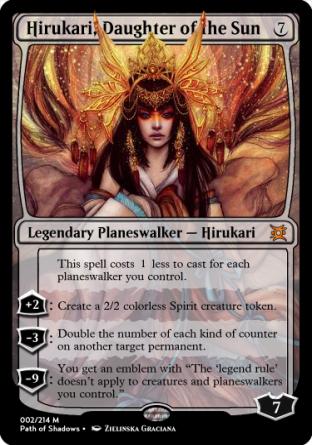 Hirukari, Daughter of the Sun 7
Legendary Planeswalker — Hirukari
This spell costs 1 less to cast for each
planeswalker you control.
+2: Create a 2/2 colorless Spirit creature token.
-3: Double the number of each kind of counter
on another target permanent.
-9: You get an emblem with “The ‘legend rule’
doesn’t apply to creatures and planeswalkers
you control.”
7
002/214 M
Path of Shadows • Zielinska Graciana